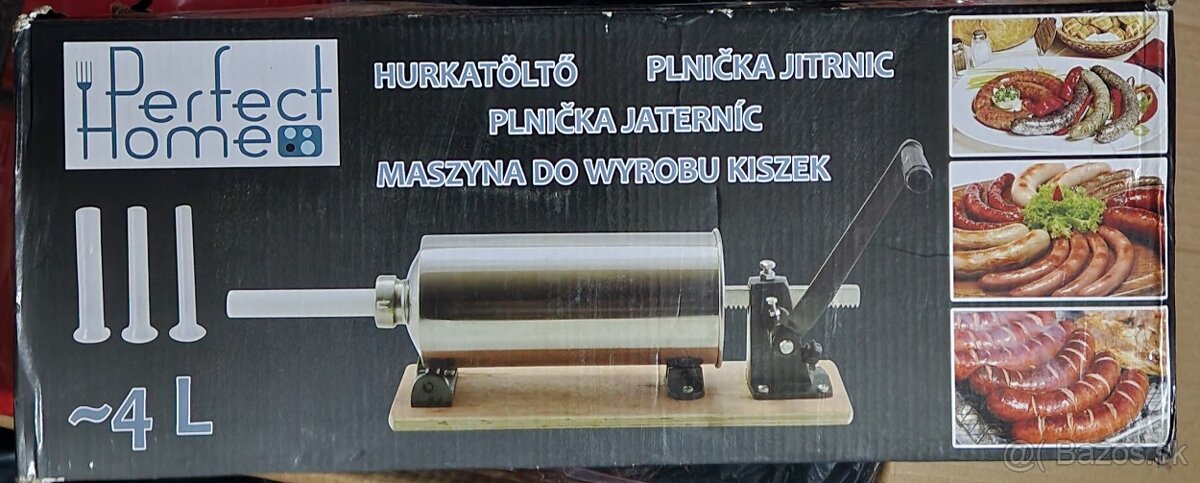 Perfect
Home
HURKATÖLTŐ
PLNIČKA JITRNIC
PLNIČKA JATERNÍC
MASZYNA DO WYROBU KISZEK
~4 L
@( Bazos.sk